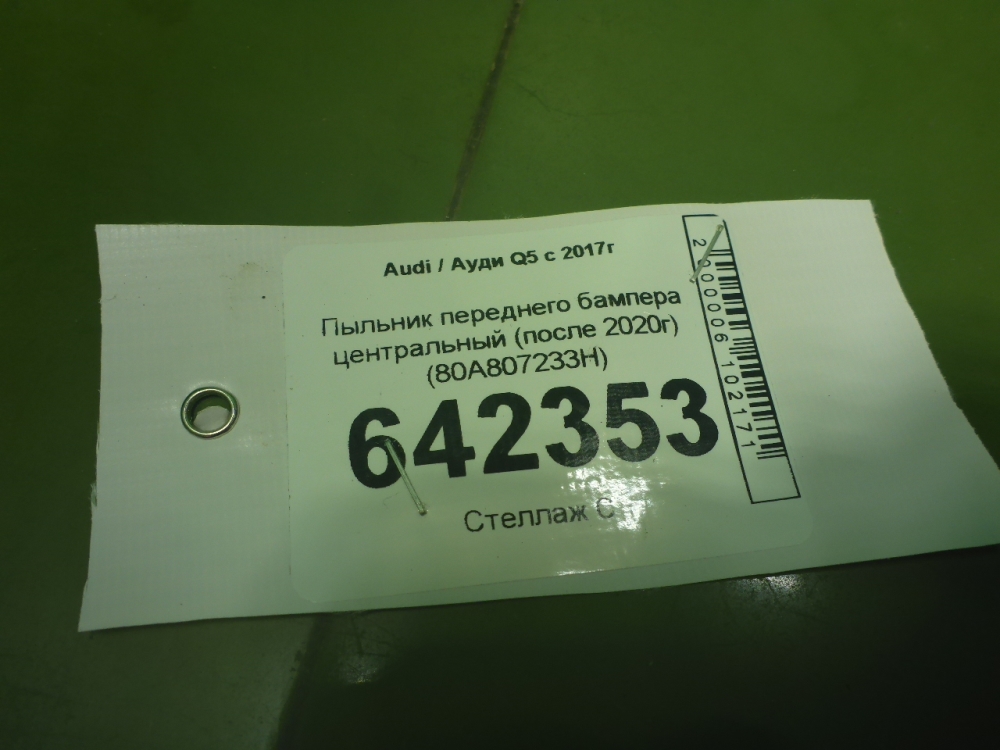 Audi / Ауди Q5 с 2017г
Пыльник переднего бампера
центральный (после 2020г)
(80A807233H)
642353
Стеллаж
2000006102171